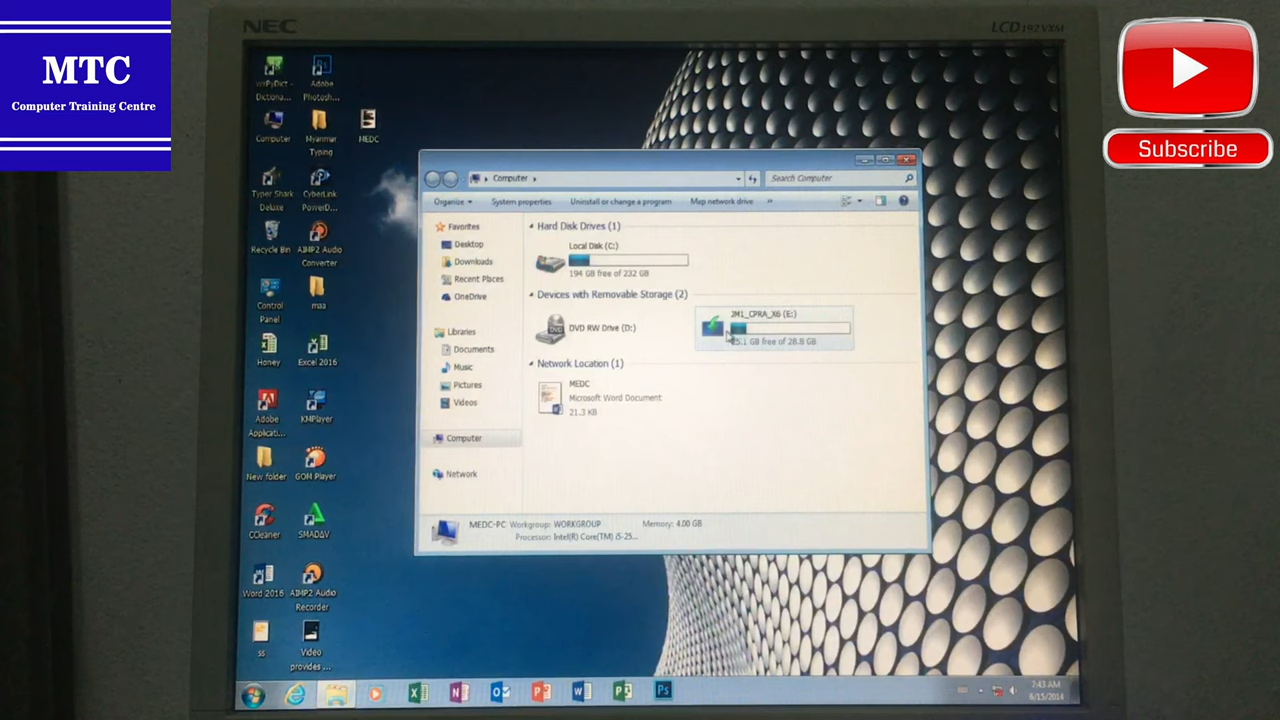 NEC
LCD192VXM
MTC
Computer Training Centre
Subscribe
Dictiona...
Adobe
Photosh...
Computer
Myanmar
Typing
MEDC
Typer Shark
Deluxe
CyberLink
PowerD...
Recycle Bin
AIMP2 Audio
Converter
Control
Panel
maa
Honey
Excel 2016
Adobe
Applicati...
KMPlayer
New folder
GOM Player
CCleaner
SMADAV
Word 2016
AIMP2 Audio
Recorder
ss
Video
provides ...
Computer
Search Computer
Organize
System properties
Uninstall or change a program
Map network drive
»
Favorites
Desktop
Downloads
Recent Places
OneDrive
Libraries
Documents
Music
Pictures
Videos
Computer
Network
Hard Disk Drives (1)
Local Disk (C:)
194 GB free of 232 GB
Devices with Removable Storage (2)
DVD RW Drive (D:)
JM1_CPRA_X6 (E:)
25.1 GB free of 28.8 GB
Network Location (1)
MEDC
Microsoft Word Document
21.3 KB
MEDC-PC Workgroup: WORKGROUP Memory: 4.00 GB
Processor: Intel(R) Core(TM) i5-25...
7:43 AM
6/15/2014